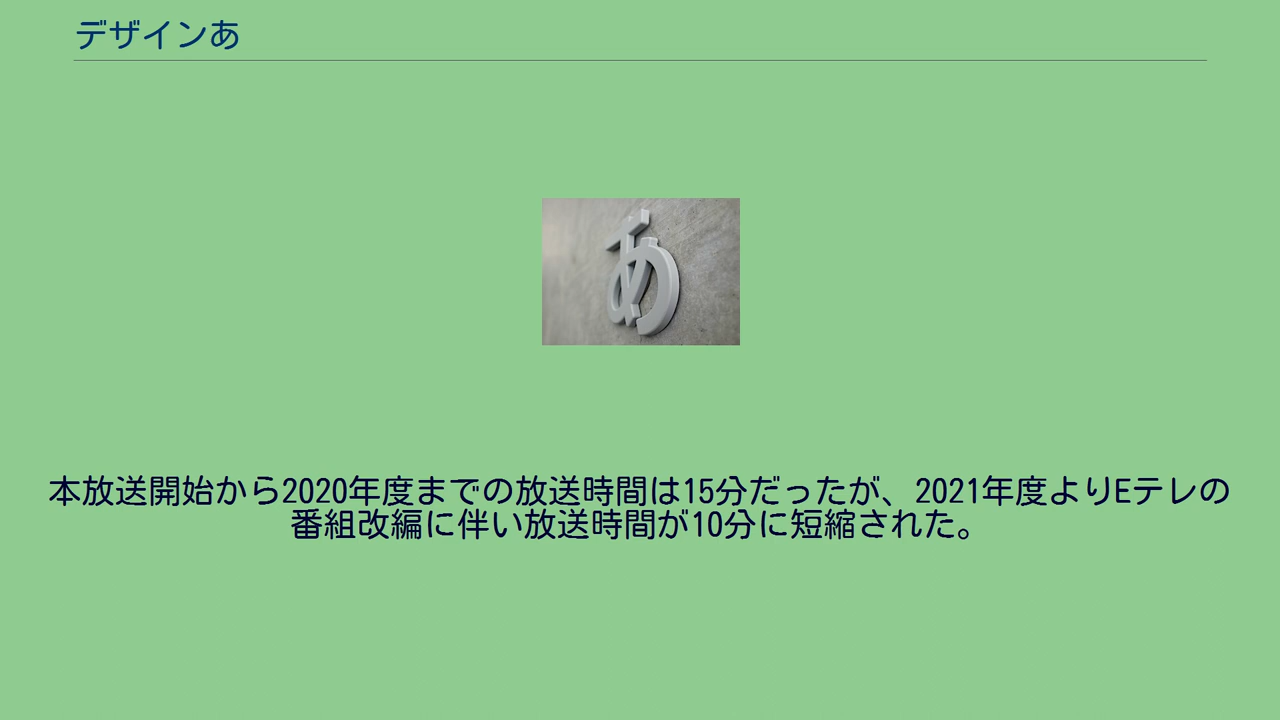 デザインあ
あ
本放送開始から2020年度までの放送時間は15分だったが、2021年度よりEテレの
番組改編に伴い放送時間が10分に短縮された。